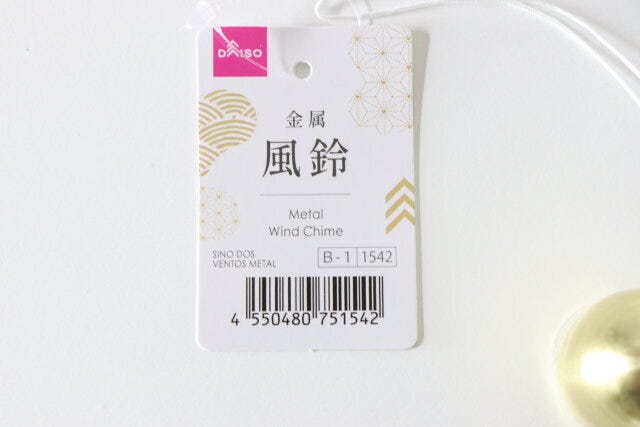 DAISO
金属
風鈴
Metal
Wind Chime
SINO DOS
VENTOS METAL
B-1 1542
4 550480 751542